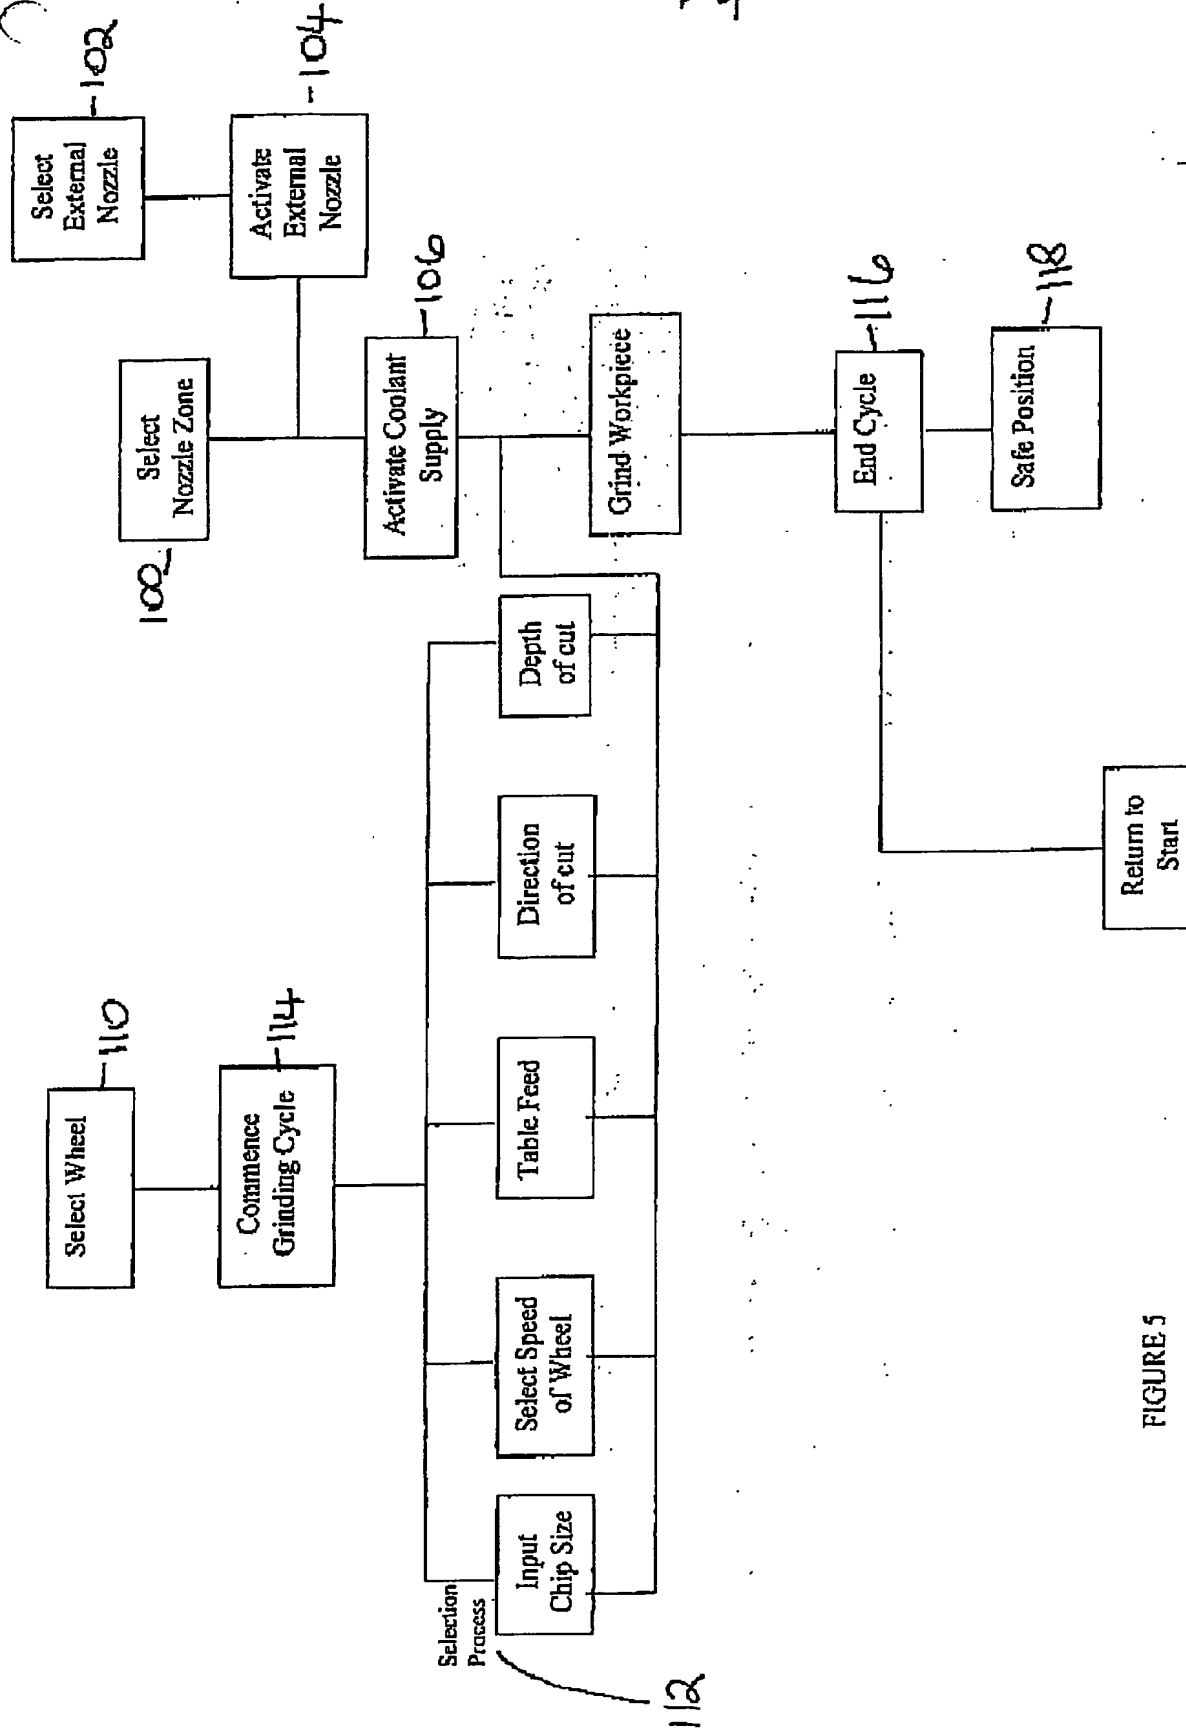 Select Wheel
110
Commence
Grinding Cycle
114
Selection
Process
112
Input
Chip Size
Select Speed
of Wheel
Table Feed
Direction
of cut
Depth
of cut
Select
Nozzle Zone
100
Select
External
Nozzle
102
Activate
External
Nozzle
104
Activate Coolant
Supply
106
Grind Workpiece
End Cycle
116
Safe Position
118
Return to
Start
FIGURE 5